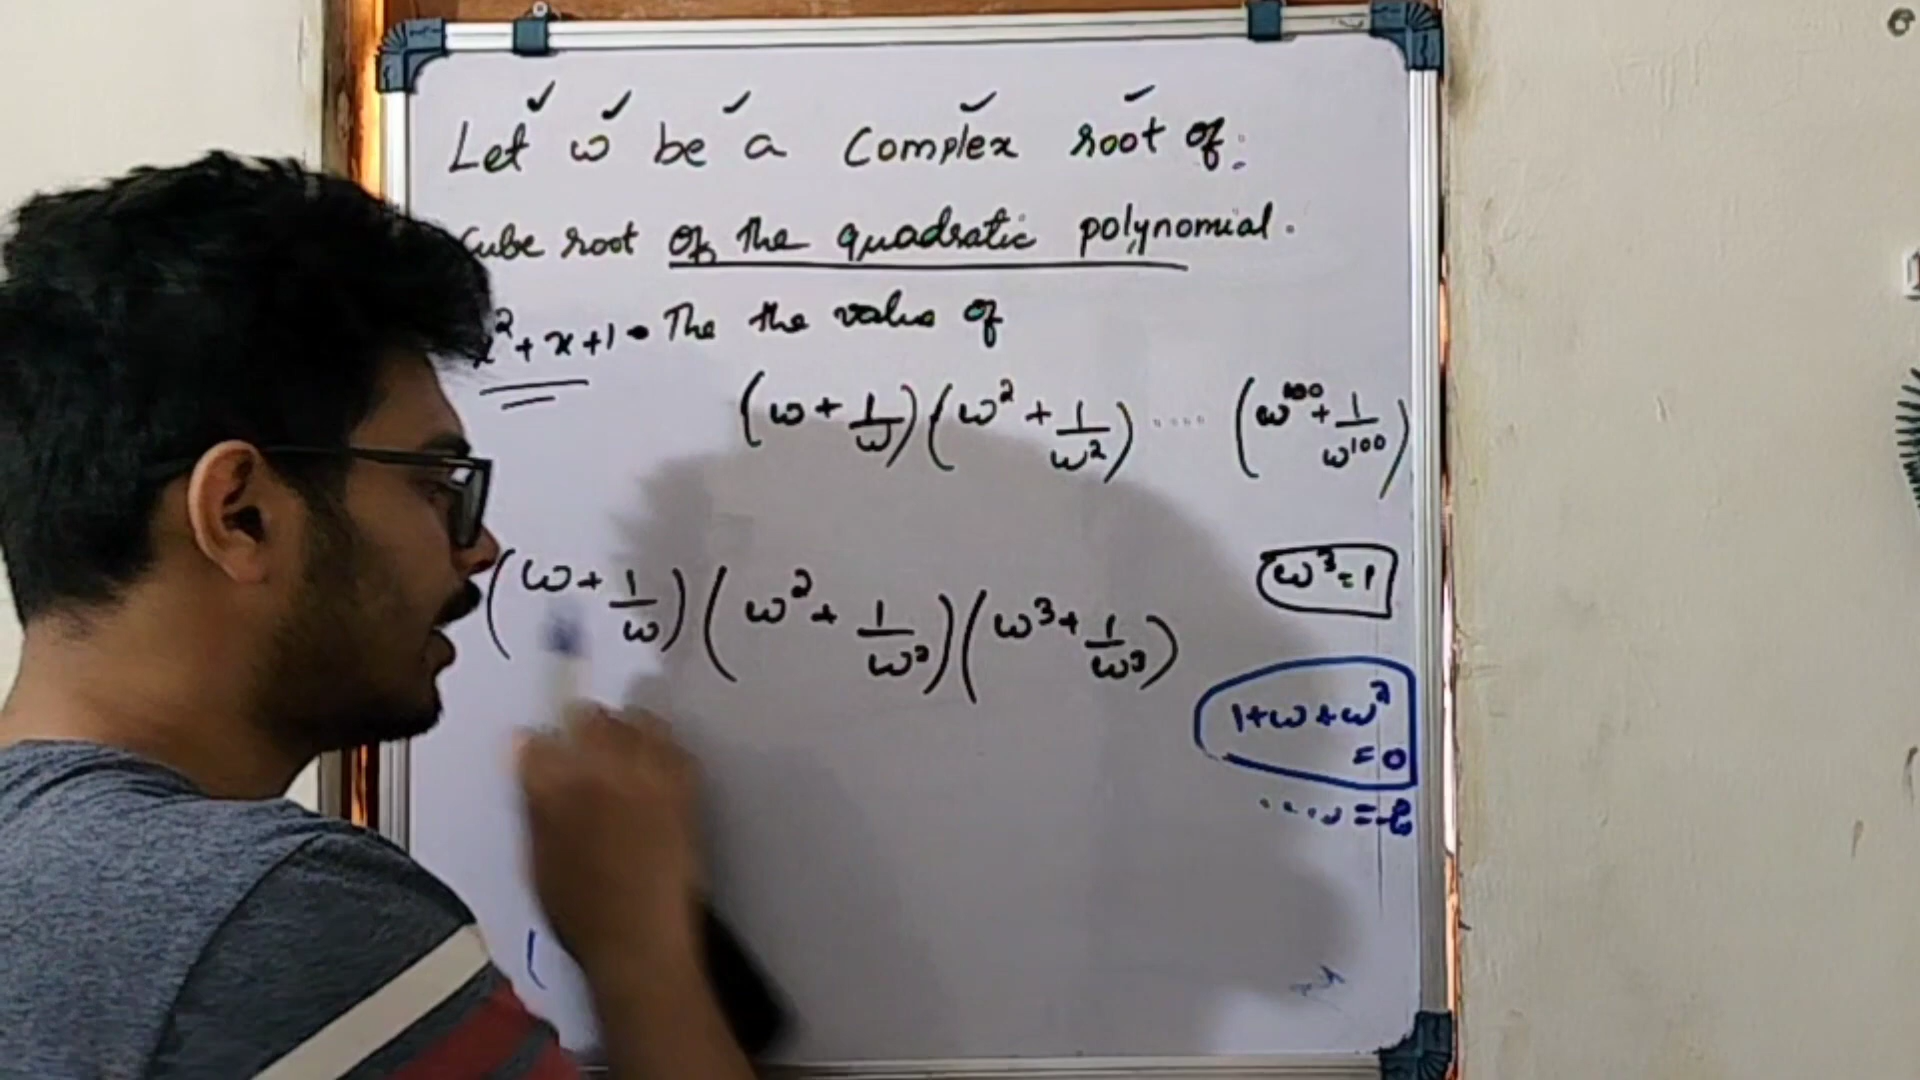 Let ω be a Complex root of.
Cube root of the quadratic polynomial.
x² + x + 1. The the value of
(ω + 1/ω)(ω² + 1/ω²) .... (ω¹⁰⁰ + 1/ω¹⁰⁰)
(ω + 1/ω)(ω² + 1/ω²)(ω³ + 1/ω³)
ω³ = 1
1 + ω + ω²
= 0